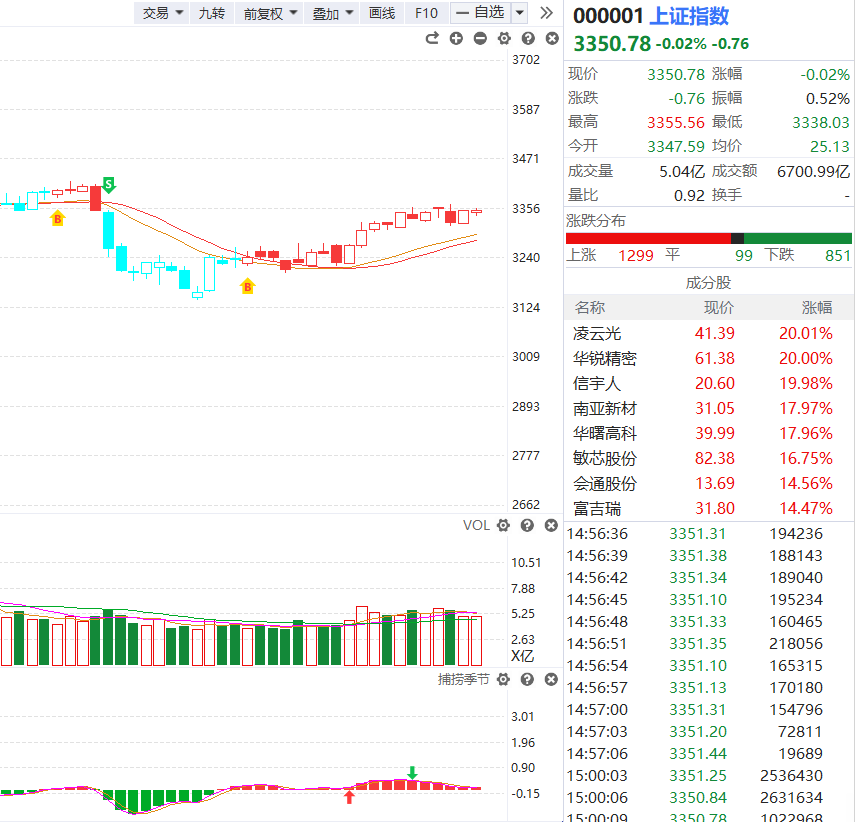 交易 九转 前复权 叠加 画线 F10 — 自选
3702
3587
3471
3356
3240
3124
3009
2893
2777
2662
S
B
B
VOL
10.51
7.88
5.25
2.63
X亿
捕捞季节
3.01
1.96
0.90
-0.15
000001 上证指数
3350.78 -0.02% -0.76
现价 3350.78 涨幅 -0.02%
涨跌 -0.76 振幅 0.52%
最高 3355.56 最低 3338.03
今开 3347.59 均价 25.13
成交量 5.04亿 成交额 6700.99亿
量比 0.92 换手 -
涨跌分布
上涨 1299 平 99 下跌 851
成分股
名称 现价 涨幅
凌云光 41.39 20.01%
华锐精密 61.38 20.00%
信宇人 20.60 19.98%
南亚新材 31.05 17.97%
华曙高科 39.99 17.96%
敏芯股份 82.38 16.75%
会通股份 13.69 14.56%
富吉瑞 31.80 14.47%
14:56:36 3351.31 194236
14:56:39 3351.38 188143
14:56:42 3351.34 189040
14:56:45 3351.10 195234
14:56:48 3351.33 160465
14:56:51 3351.35 218056
14:56:54 3351.10 165315
14:56:57 3351.13 170180
14:57:00 3351.31 154796
14:57:03 3351.20 72811
14:57:06 3351.44 19689
15:00:03 3351.25 2536430
15:00:06 3350.84 2631634
15:00:09 3350.78 1022968